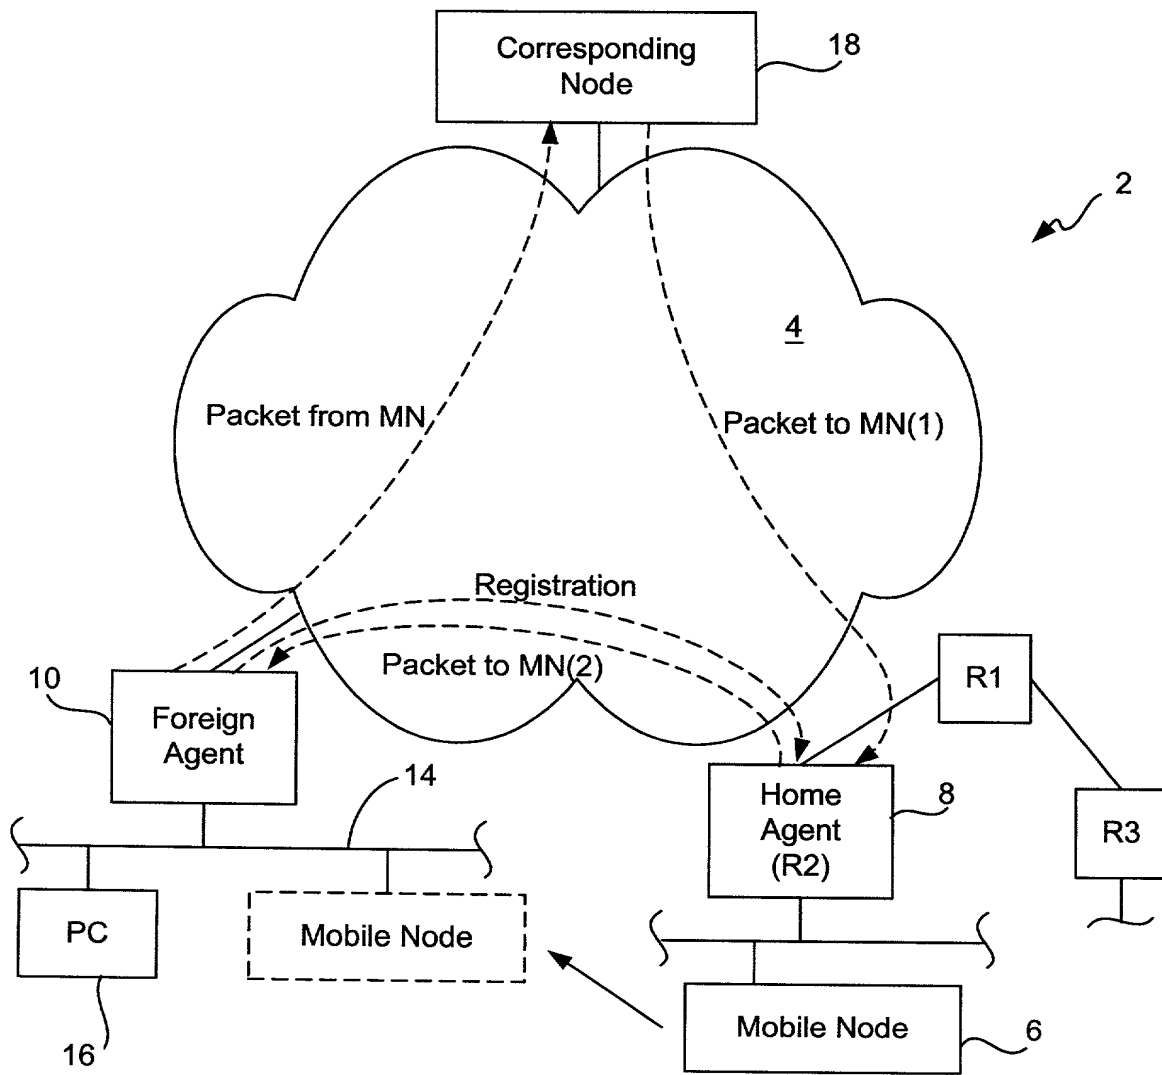 Corresponding
Node
18
2
4
Packet from MN
Packet to MN(1)
Registration
Packet to MN(2)
10
Foreign
Agent
R1
14
Home
Agent
(R2)
8
R3
PC
Mobile Node
16
Mobile Node
6